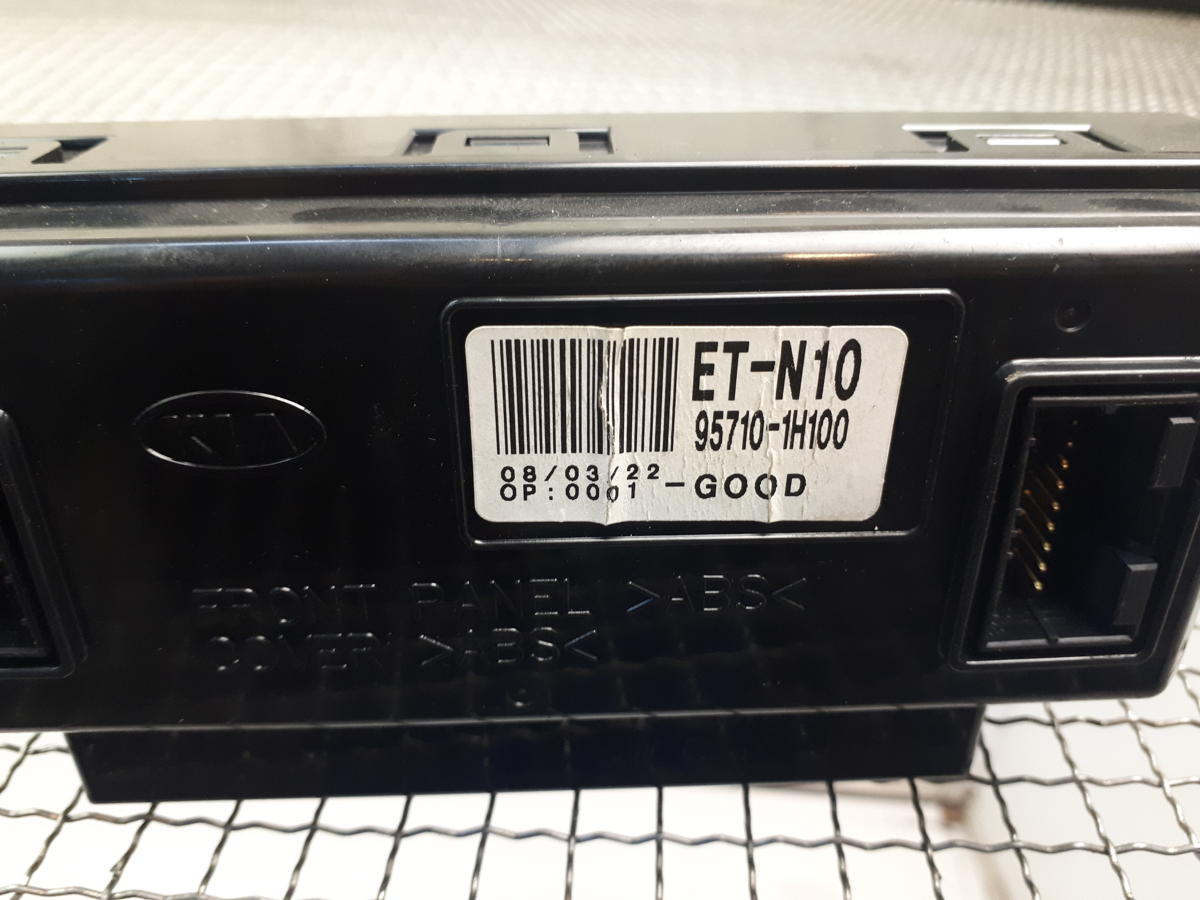 ET-N10
95710-1H100
08/03/22
OP:0001 -GOOD
KIA
FRONT PANEL >ABS<
COVER >ABS<